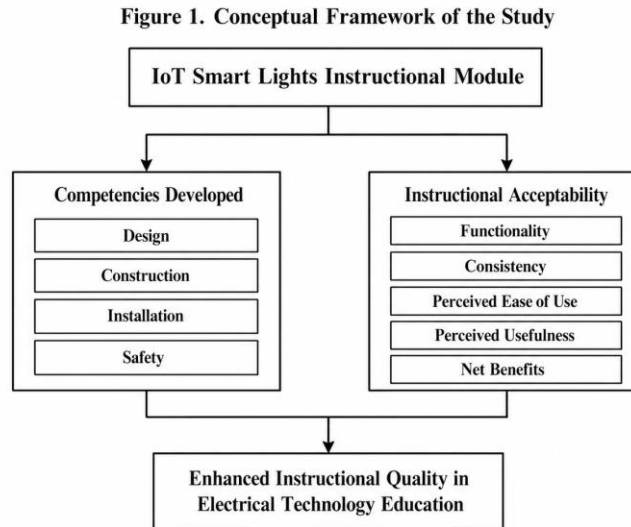 Figure 1. Conceptual Framework of the Study
IoT Smart Lights Instructional Module
Competencies Developed
Design
Construction
Installation
Safety
Instructional Acceptability
Functionality
Consistency
Perceived Ease of Use
Perceived Usefulness
Net Benefits
Enhanced Instructional Quality in
Electrical Technology Education